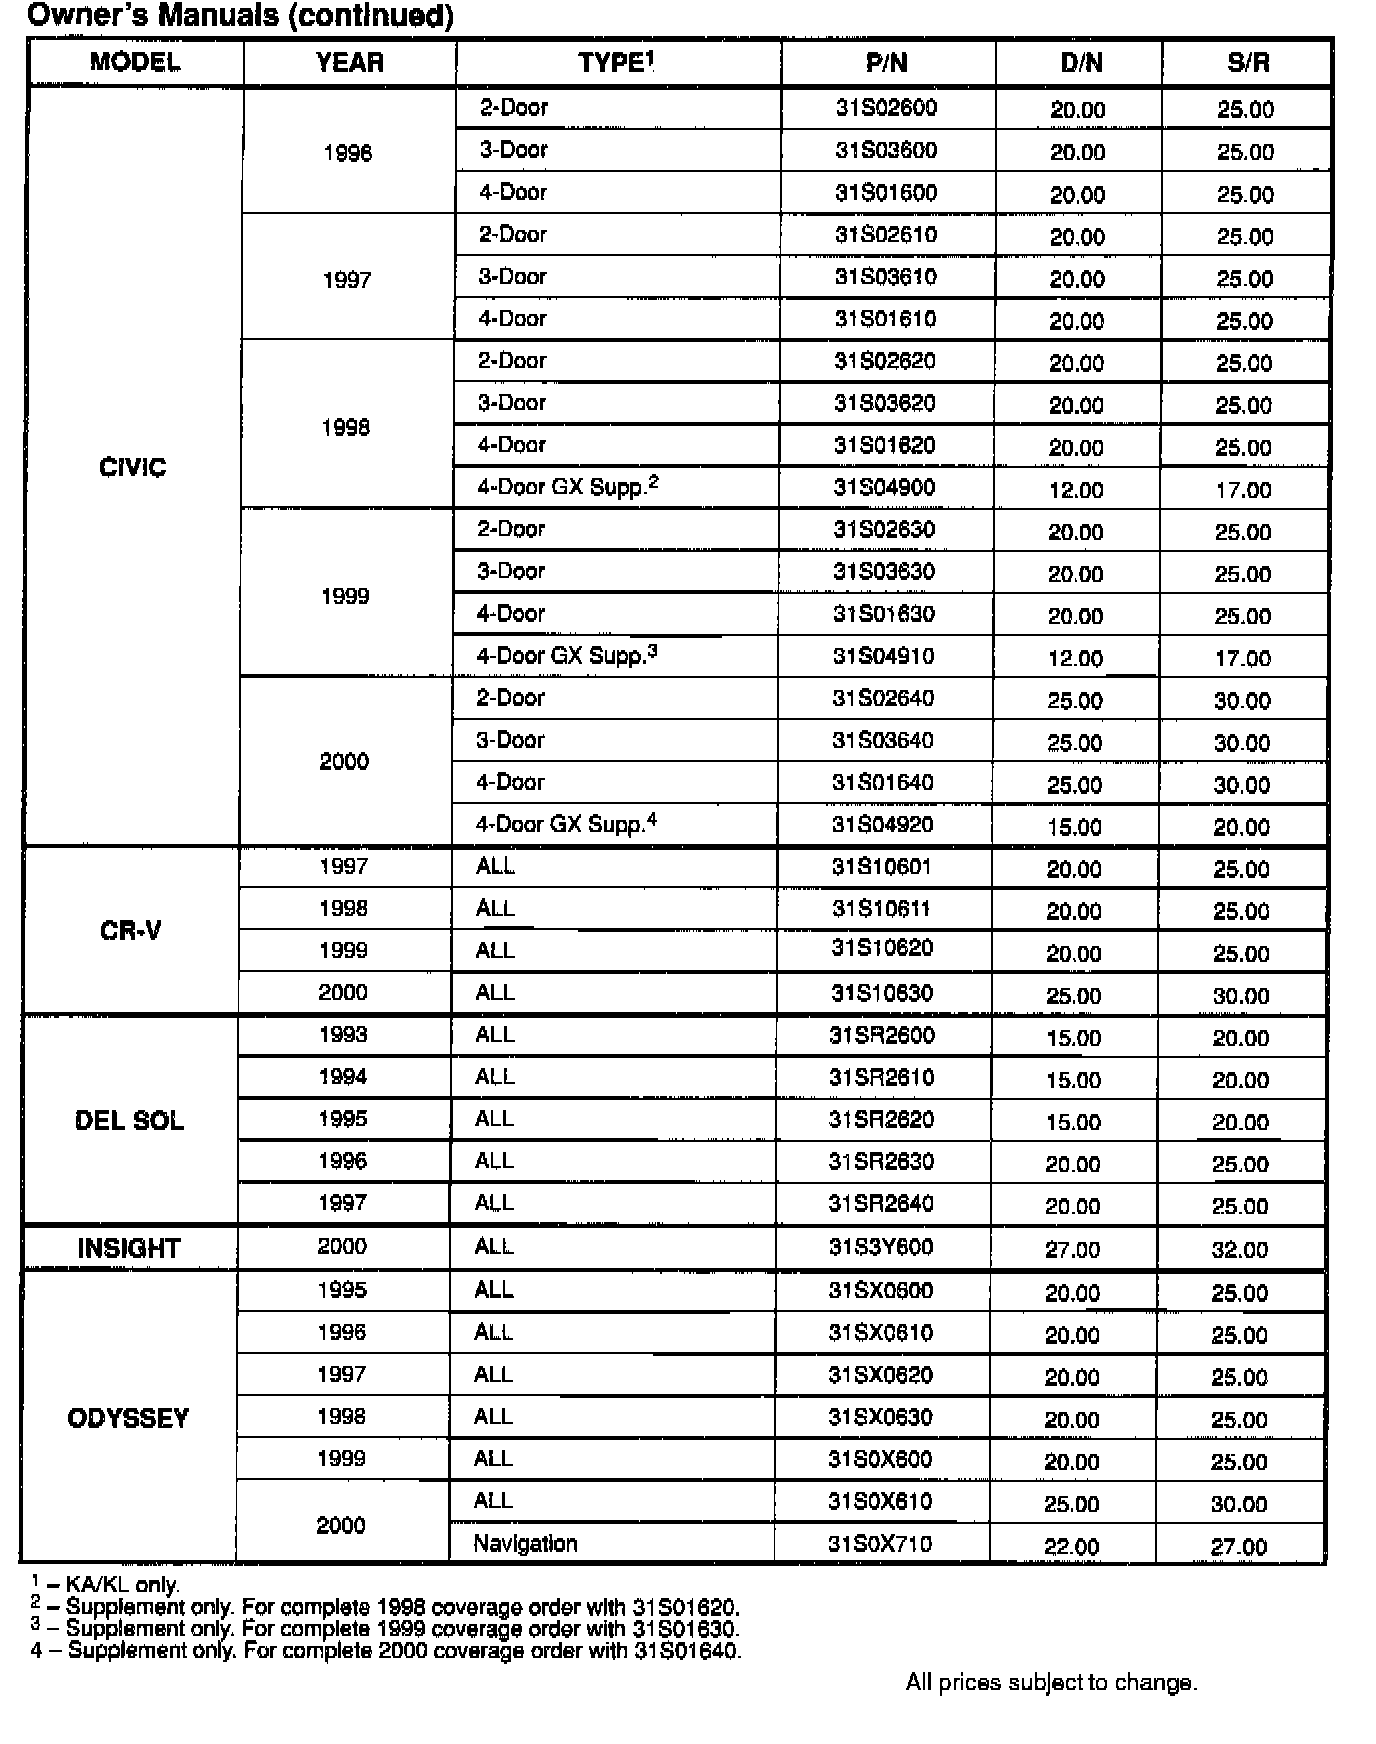 Owner's Manuals (continued)
MODEL YEAR TYPE1 P/N D/N S/R
CIVIC 1996 2-Door 31S02600 20.00 25.00
3-Door 31S03600 20.00 25.00
4-Door 31S01600 20.00 25.00
1997 2-Door 31S02610 20.00 25.00
3-Door 31S03610 20.00 25.00
4-Door 31S01610 20.00 25.00
1998 2-Door 31S02620 20.00 25.00
3-Door 31S03620 20.00 25.00
4-Door 31S01620 20.00 25.00
4-Door GX Supp.2 31S04900 12.00 17.00
1999 2-Door 31S02630 20.00 25.00
3-Door 31S03630 20.00 25.00
4-Door 31S01630 20.00 25.00
4-Door GX Supp.3 31S04910 12.00 17.00
2000 2-Door 31S02640 25.00 30.00
3-Door 31S03640 25.00 30.00
4-Door 31S01640 25.00 30.00
4-Door GX Supp.4 31S04920 15.00 20.00
CR-V 1997 ALL 31S10601 20.00 25.00
1998 ALL 31S10611 20.00 25.00
1999 ALL 31S10620 20.00 25.00
2000 ALL 31S10630 25.00 30.00
DEL SOL 1993 ALL 31SR2600 15.00 20.00
1994 ALL 31SR2610 15.00 20.00
1995 ALL 31SR2620 15.00 20.00
1996 ALL 31SR2630 20.00 25.00
1997 ALL 31SR2640 20.00 25.00
INSIGHT 2000 ALL 31S3Y600 27.00 32.00
ODYSSEY 1995 ALL 31SX0600 20.00 25.00
1996 ALL 31SX0610 20.00 25.00
1997 ALL 31SX0620 20.00 25.00
1998 ALL 31SX0630 20.00 25.00
1999 ALL 31S0X600 20.00 25.00
2000 ALL 31S0X610 25.00 30.00
Navigation 31S0X710 22.00 27.00
1 – KA/KL only.
2 – Supplement only. For complete 1998 coverage order with 31S01620.
3 – Supplement only. For complete 1999 coverage order with 31S01630.
4 – Supplement only. For complete 2000 coverage order with 31S01640.
All prices subject to change.